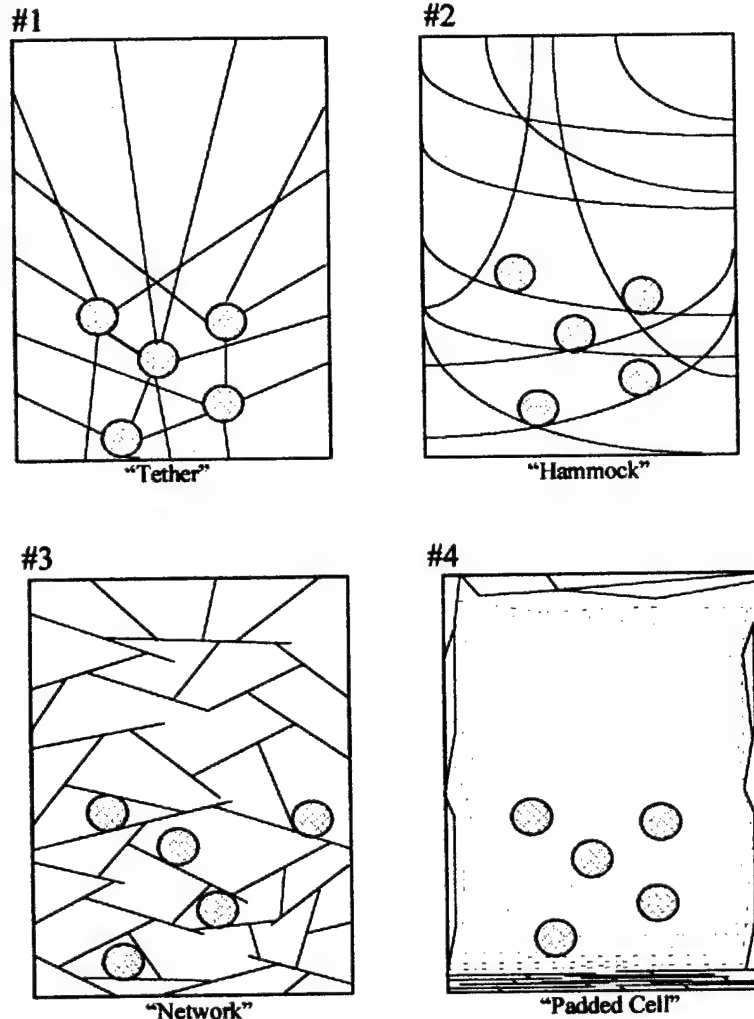 #1
#2
"Tether"
"Hammock"
#3
#4
"Network"
"Padded Cell"